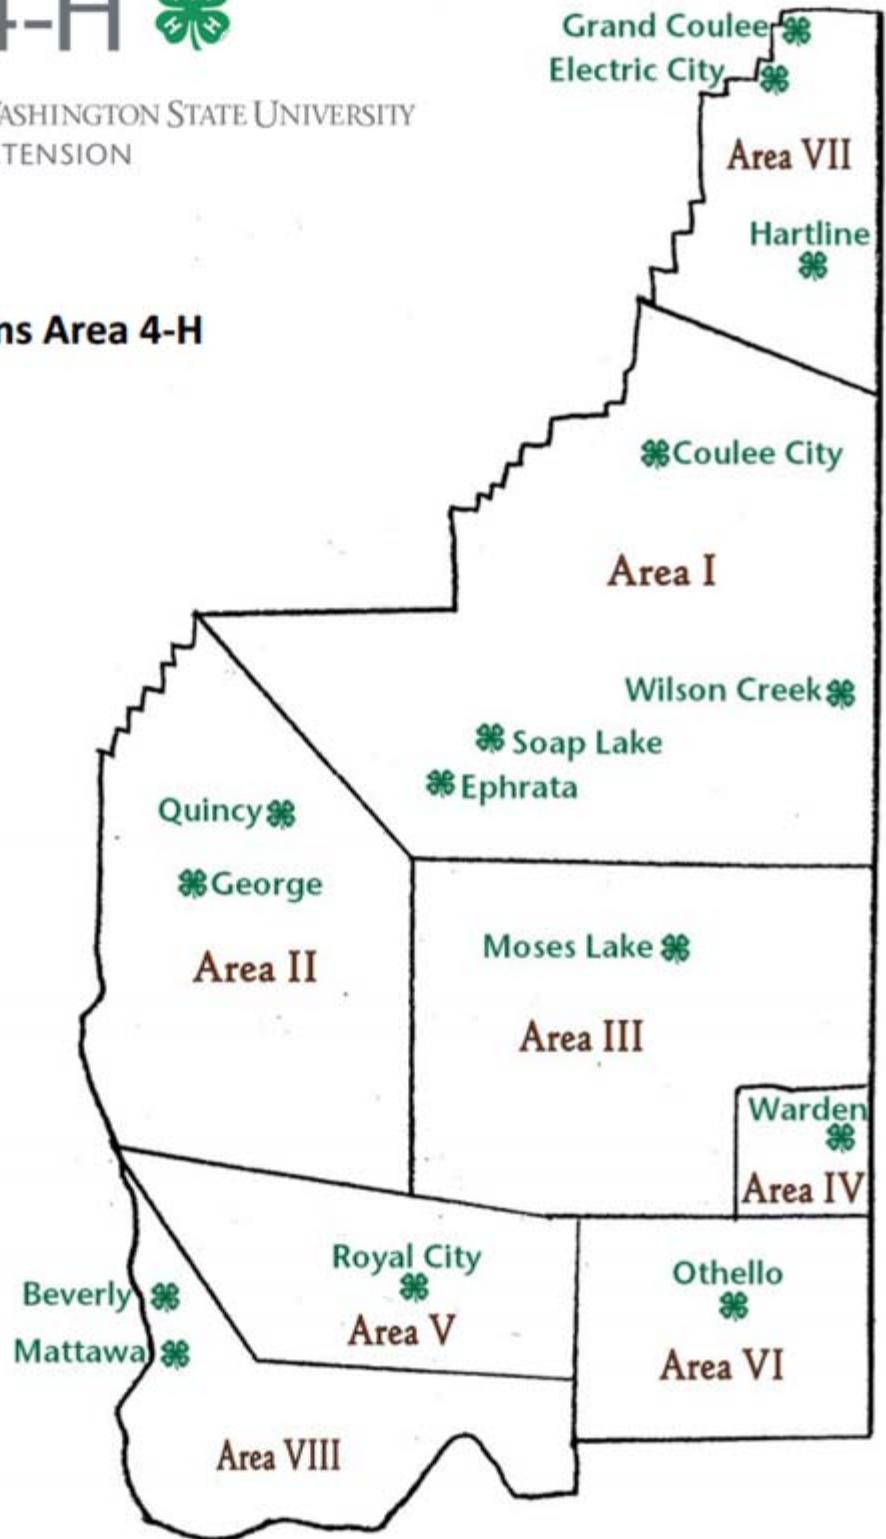 4-H
WASHINGTON STATE UNIVERSITY
TENSION
ns Area 4-H
Grand Coulee
Electric City
Area VII
Hartline
Coulee City
Area I
Wilson Creek
Soap Lake
Ephrata
Quincy
George
Area II
Moses Lake
Area III
Warden
Area IV
Royal City
Area V
Othello
Area VI
Beverly
Mattawa
Area VIII